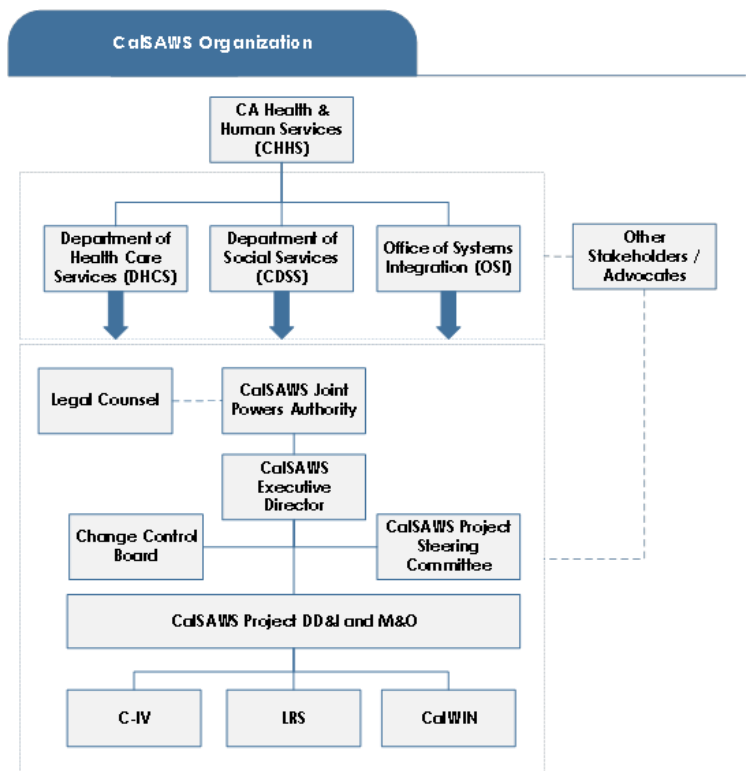 CalSAWS Organization
CA Health &
Human Services
(CHHS)
Department of
Health Care
Services (DHCS)
Department of
Social Services
(CDSS)
Office of Systems
Integration (OSI)
Other
Stakeholders /
Advocates
Legal Counsel
CalSAWS Joint
Powers Authority
CalSAWS
Executive
Director
Change Control
Board
CalSAWS Project
Steering
Committee
CalSAWS Project DD&I and M&O
C-IV
LRS
CalWIN